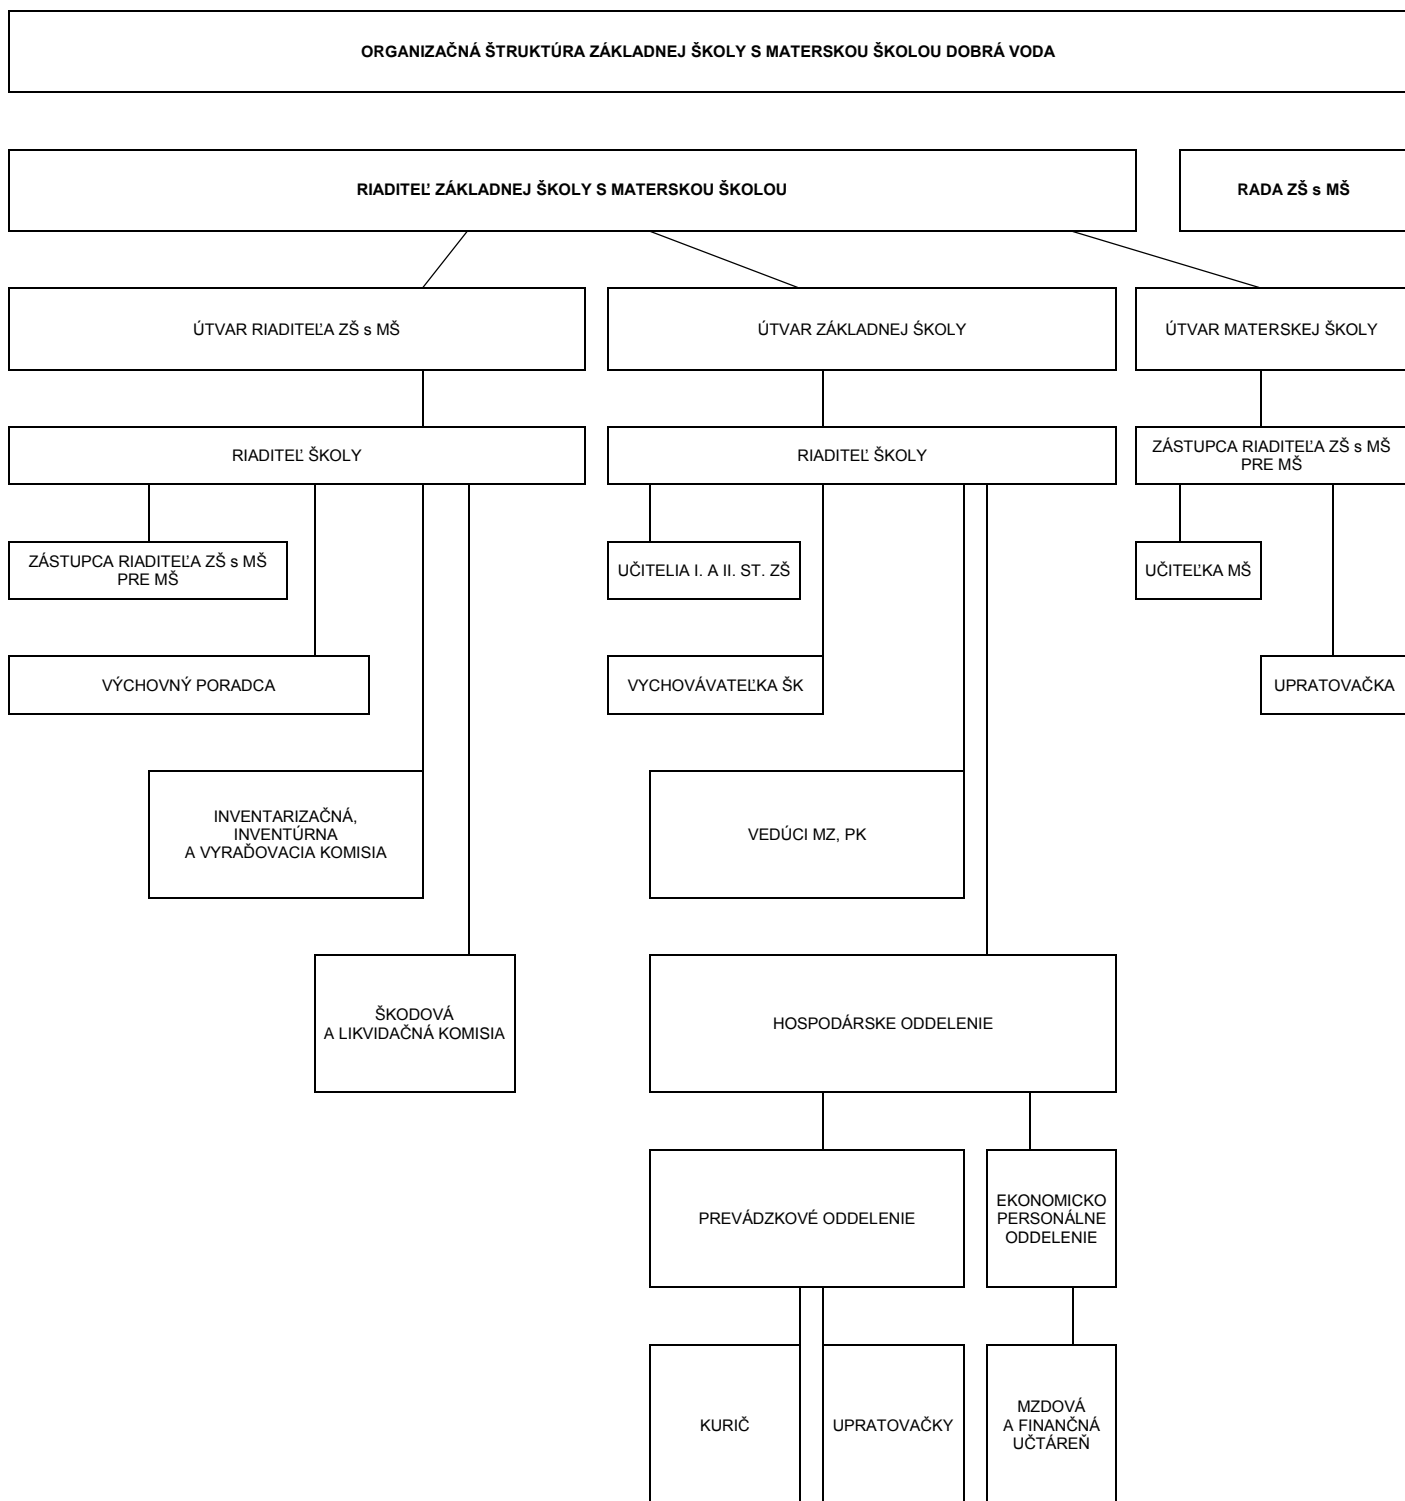 ORGANIZAČNÁ ŠTRUKTÚRA ZÁKLADNEJ ŠKOLY S MATERSKOU ŠKOLOU DOBRÁ VODA
RIADITEĽ ZÁKLADNEJ ŠKOLY S MATERSKOU ŠKOLOU
RADA ZŠ s MŠ
ÚTVAR RIADITEĽA ZŠ s MŠ
ÚTVAR ZÁKLADNEJ ŚKOLY
ÚTVAR MATERSKEJ ŠKOLY
RIADITEĽ ŠKOLY
RIADITEĽ ŠKOLY
ZÁSTUPCA RIADITEĽA ZŠ s MŠ
PRE MŠ
ZÁSTUPCA RIADITEĽA ZŠ s MŠ
PRE MŠ
UČITELIA I. A II. ST. ZŠ
UČITEĽKA MŠ
VÝCHOVNÝ PORADCA
VYCHOVÁVATEĽKA ŠK
UPRATOVAČKA
INVENTARIZAČNÁ,
INVENTÚRNA
A VYRAĎOVACIA KOMISIA
VEDÚCI MZ, PK
ŠKODOVÁ
A LIKVIDAČNÁ KOMISIA
HOSPODÁRSKE ODDELENIE
PREVÁDZKOVÉ ODDELENIE
EKONOMICKO
PERSONÁLNE
ODDELENIE
KURIČ
UPRATOVAČKY
MZDOVÁ
A FINANČNÁ
UČTÁREŇ